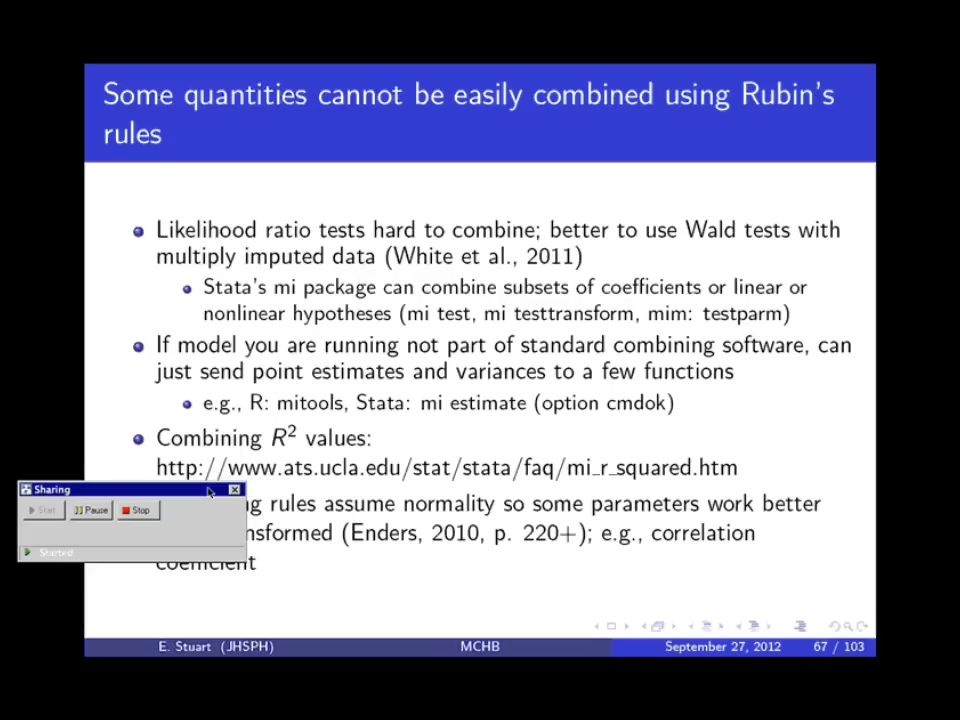 Some quantities cannot be easily combined using Rubin's
rules
Likelihood ratio tests hard to combine; better to use Wald tests with
multiply imputed data (White et al., 2011)
Stata's mi package can combine subsets of coefficients or linear or
nonlinear hypotheses (mi test, mi testtransform, mim: testparm)
If model you are running not part of standard combining software, can
just send point estimates and variances to a few functions
e.g., R: mitools, Stata: mi estimate (option cmdok)
Combining R² values:
http://www.ats.ucla.edu/stat/stata/faq/mi_r_squared.htm
Sharing
Start Pause Stop
Started
rules assume normality so some parameters work better
(Enders, 2010, p. 220+); e.g., correlation
coefficient
E. Stuart (JHSPH) MCHB September 27, 2012 67 / 103